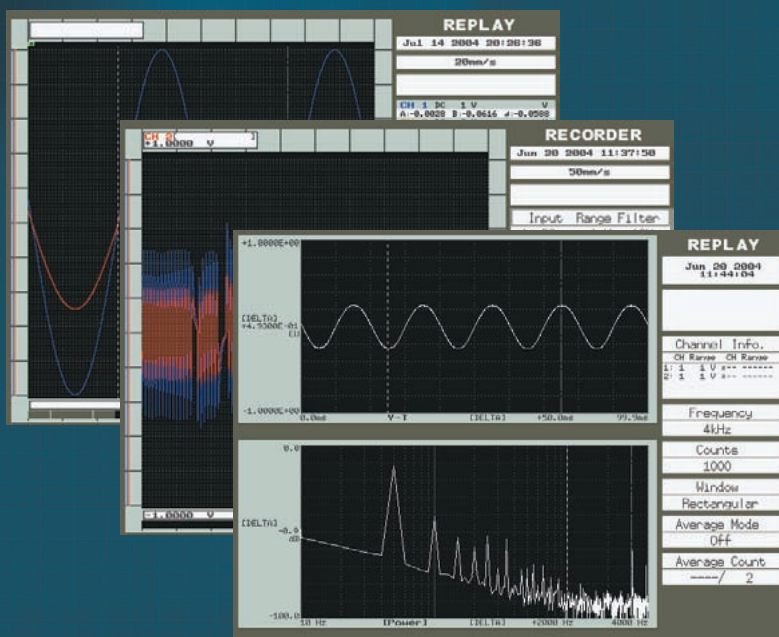 REPLAY
Jul 14 2004 20:26:36
20mm/s
CH 1 DC 1 V V
A:-0.0028 B:-0.0616 d:-0.0588
CH 2[ ]
+1.0000 V
RECORDER
Jun 20 2004 11:37:50
50mm/s
Input Range Filter
-1.0000 V
REPLAY
Jun 20 2004
11:44:04
Channel Info.
CH Range CH Range
1: 1 1 V :-- ------
2: 1 1 V :-- ------
Frequency
4kHz
Counts
1000
Window
Rectangular
Average Mode
Off
Average Count
----/ 2
+1.0000E+00
[DELTA]
+4.9300E-01
-1.0000E+00
0.0ms Y-T [DELTA] +50.0ms 99.9ms
0.0
[DELTA]
-0.0
dB
-100.0
10 Hz [Power] [DELTA] +2000 Hz 4000 Hz